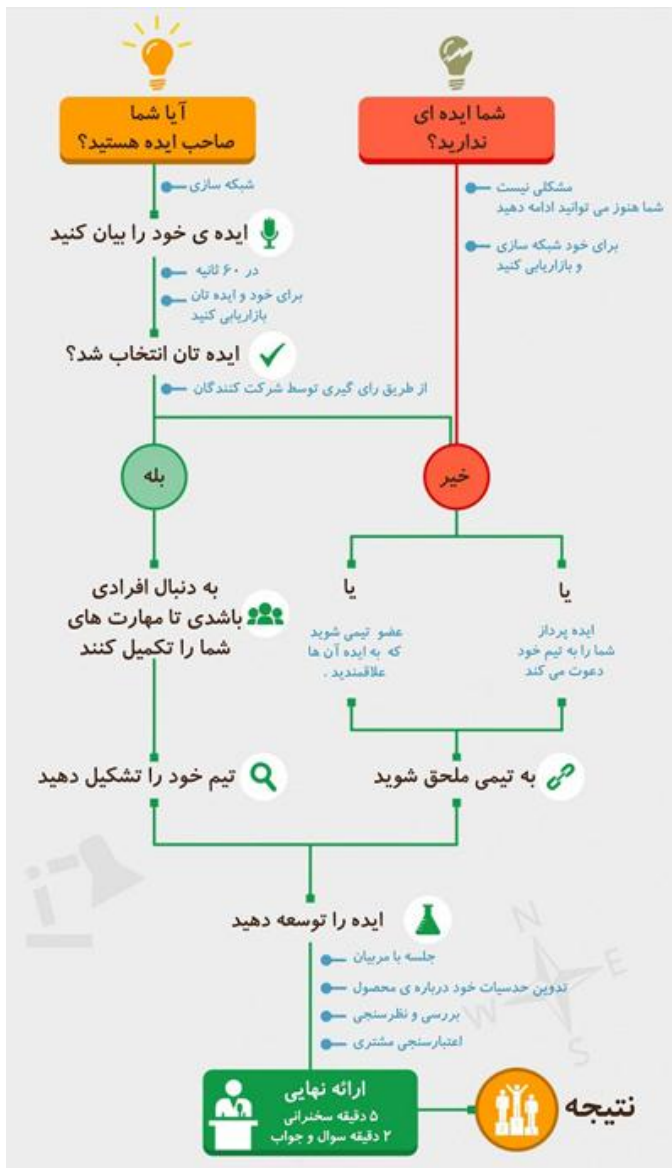 آیا شما
صاحب ایده هستید؟
شما ایده ای
ندارید؟
شبکه سازی
مشکلی نیست
شما هنوز می توانید ادامه دهید
ایده ی خود را بیان کنید
برای خود شبکه سازی
و بازاریابی کنید
در ۶۰ ثانیه
برای خود و ایده تان
بازاریابی کنید
ایده تان انتخاب شد؟
از طریق رای گیری توسط شرکت کنندگان
بله
خیر
به دنبال افرادی
باشدی تا مهارت های
شما را تکمیل کنند
یا
یا
ایده پرداز
شما را به تیم خود
دعوت می کند
عضو تیمی شوید
که به ایده آن ها
علاقمندید .
تیم خود را تشکیل دهید
به تیمی ملحق شوید
ایده را توسعه دهید
جلسه با مربیان
تدوین حدسیات خود درباره ی محصول
بررسی و نظرسنجی
اعتبارسنجی مشتری
N
E
W
S
ارائه نهایی
۵ دقیقه سخنرانی
۲ دقیقه سوال و جواب
نتیجه